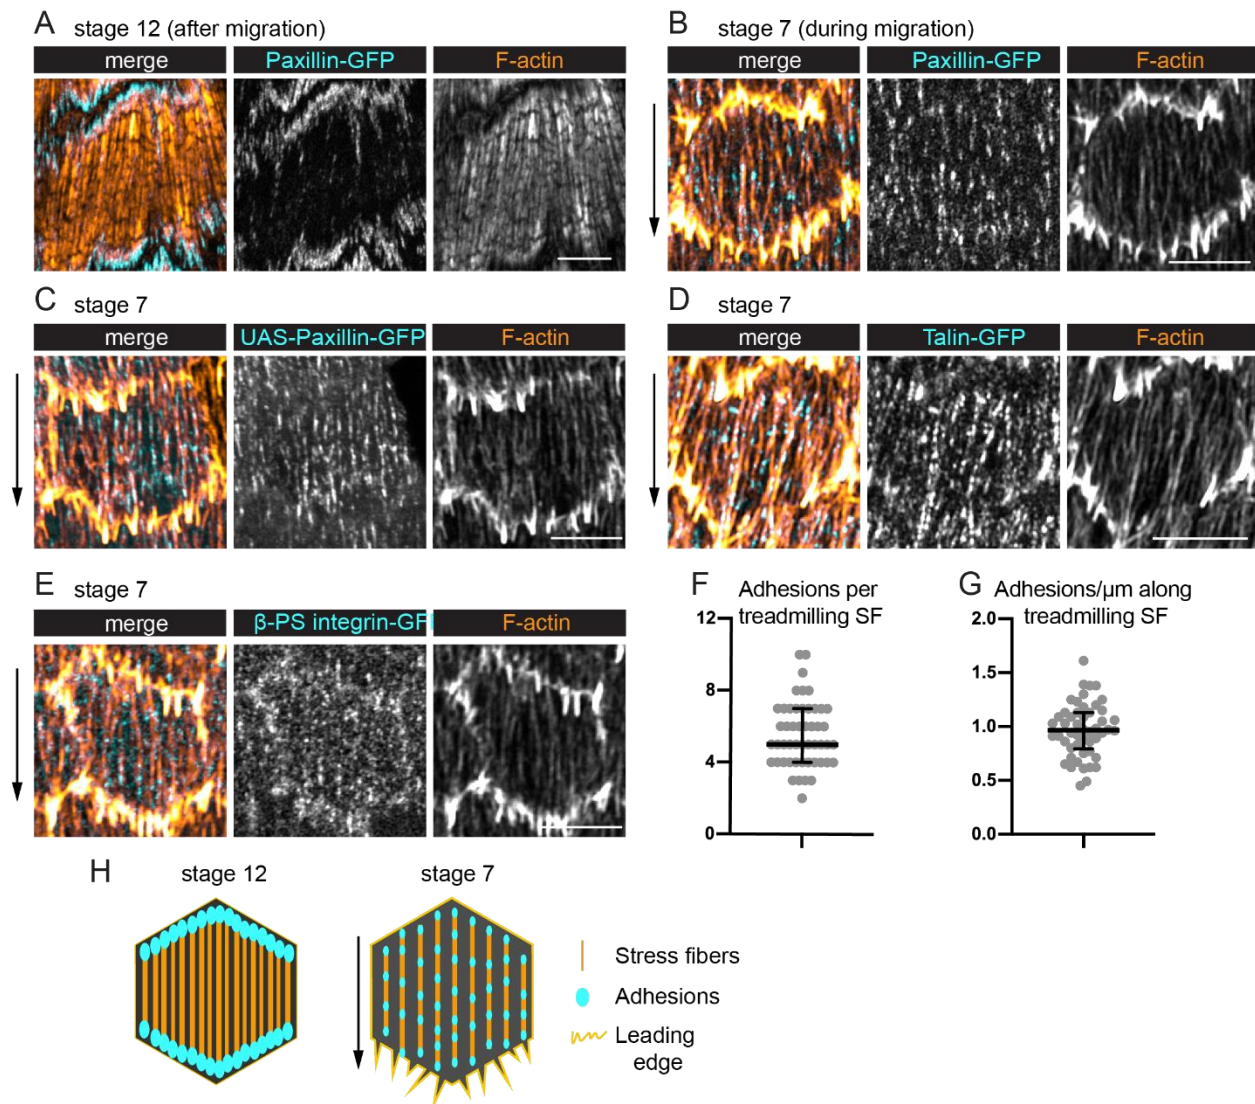 A stage 12 (after migration)
merge Paxillin-GFP F-actin
B stage 7 (during migration)
merge Paxillin-GFP F-actin
C stage 7
merge UAS-Paxillin-GFP F-actin
D stage 7
merge Talin-GFP F-actin
E stage 7
merge β-PS integrin-GFI F-actin
F Adhesions per
treadmilling SF
12
8
4
0
G Adhesions/μm along
treadmilling SF
2.0
1.5
1.0
0.5
0.0
H stage 12 stage 7
Stress fibers
Adhesions
Leading
edge